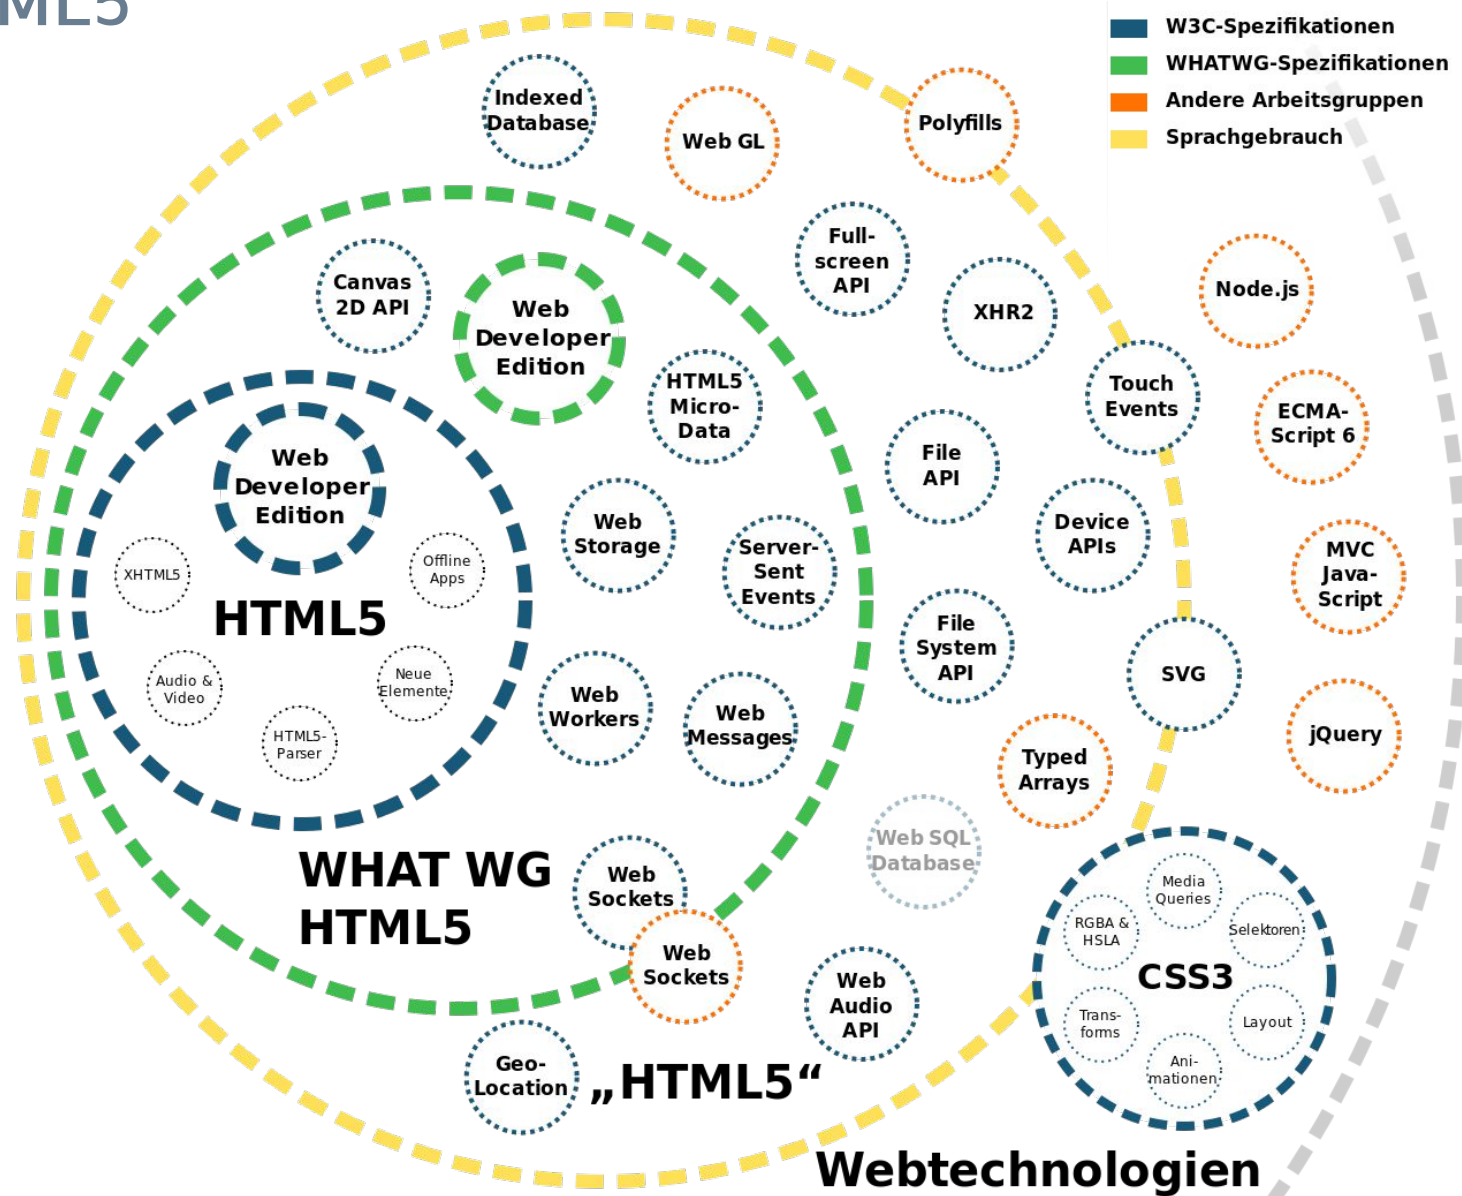 ML5
W3C-Spezifikationen
WHATWG-Spezifikationen
Andere Arbeitsgruppen
Sprachgebrauch
Indexed
Database
Web GL
Polyfills
Full-
screen
API
XHR2
Node.js
Canvas
2D API
Web
Developer
Edition
HTML5
Micro-
Data
Touch
Events
ECMA-
Script 6
File
API
Web
Developer
Edition
Web
Storage
Server-
Sent
Events
Device
APIs
MVC
Java-
Script
XHTML5
Offline
Apps
HTML5
Audio &
Video
Neue
Elemente
HTML5-
Parser
File
System
API
SVG
Web
Workers
Web
Messages
jQuery
Typed
Arrays
Web SQL
Database
WHAT WG
HTML5
Web
Sockets
Web
Sockets
Web
Audio
API
Geo-
Location
„HTML5“
Media
Queries
RGBA &
HSLA
Selektoren
CSS3
Trans-
forms
Layout
Ani-
mationen
Webtechnologien